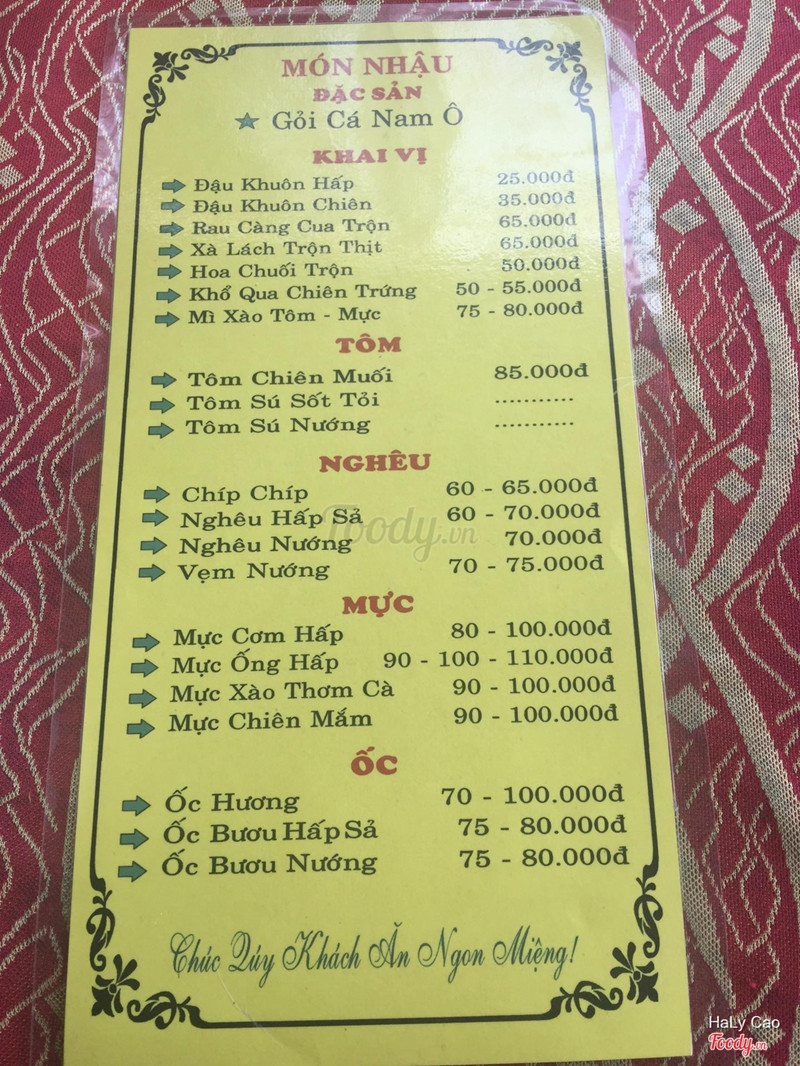 MÓN NHẬU
ĐẶC SẢN
★ Gỏi Cá Nam Ô
KHAI VỊ
Đậu Khuôn Hấp 25.000đ
Đậu Khuôn Chiên 35.000đ
Rau Càng Cua Trộn 65.000đ
Xà Lách Trộn Thịt 65.000đ
Hoa Chuối Trộn 50.000đ
Khổ Qua Chiên Trứng 50 - 55.000đ
Mì Xào Tôm - Mực 75 - 80.000đ
TÔM
Tôm Chiên Muối 85.000đ
Tôm Sú Sốt Tỏi ...........
Tôm Sú Nướng ...........
NGHÊU
Chíp Chíp 60 - 65.000đ
Nghêu Hấp Sả 60 - 70.000đ
Nghêu Nướng 70.000đ
Vẹm Nướng 70 - 75.000đ
Foody.vn
MỰC
Mực Cơm Hấp 80 - 100.000đ
Mực Ống Hấp 90 - 100 - 110.000đ
Mực Xào Thơm Cà 90 - 100.000đ
Mực Chiên Mắm 90 - 100.000đ
ỐC
Ốc Hương 70 - 100.000đ
Ốc Bươu Hấp Sả 75 - 80.000đ
Ốc Bươu Nướng 75 - 80.000đ
Chúc Qúy Khách Ăn Ngon Miệng!
HaLy Cao
Foody.vn